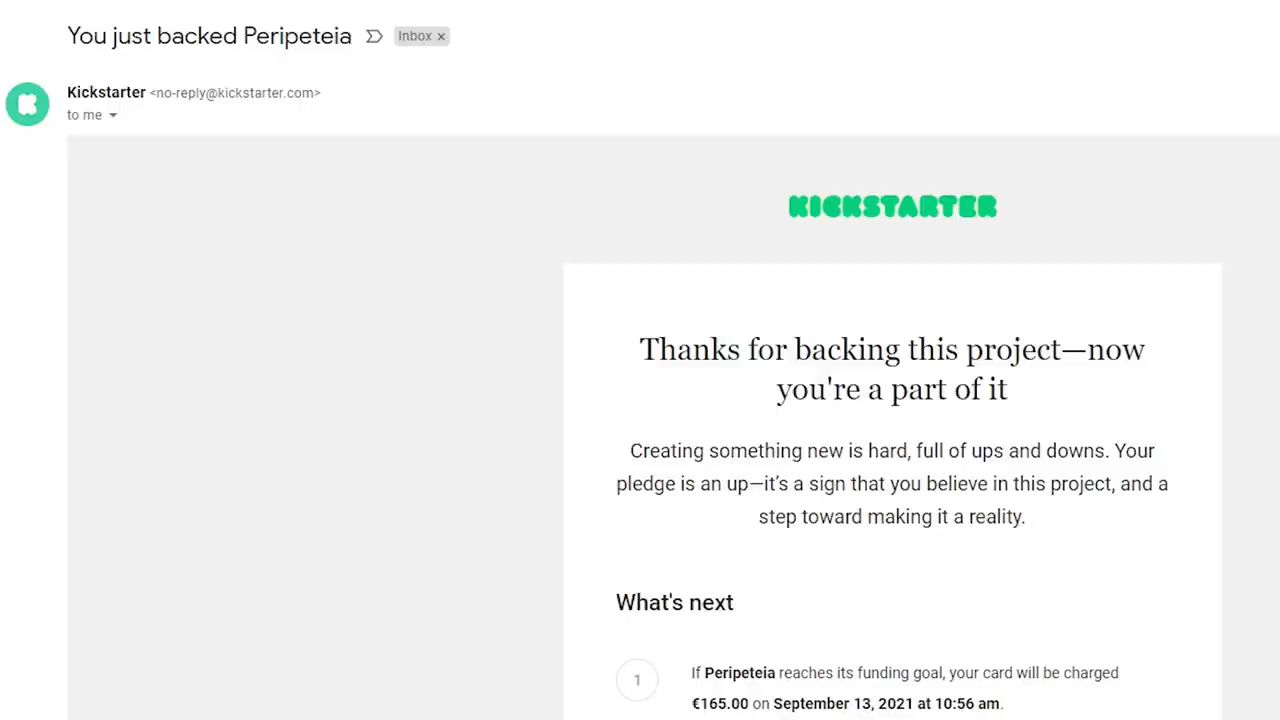 You just backed Peripeteia
Inbox ×
Kickstarter <no-reply@kickstarter.com>
to me
KICKSTARTER
Thanks for backing this project—now
you're a part of it
Creating something new is hard, full of ups and downs. Your
pledge is an up—it's a sign that you believe in this project, and a
step toward making it a reality.
What's next
1
If Peripeteia reaches its funding goal, your card will be charged
€165.00 on September 13, 2021 at 10:56 am.